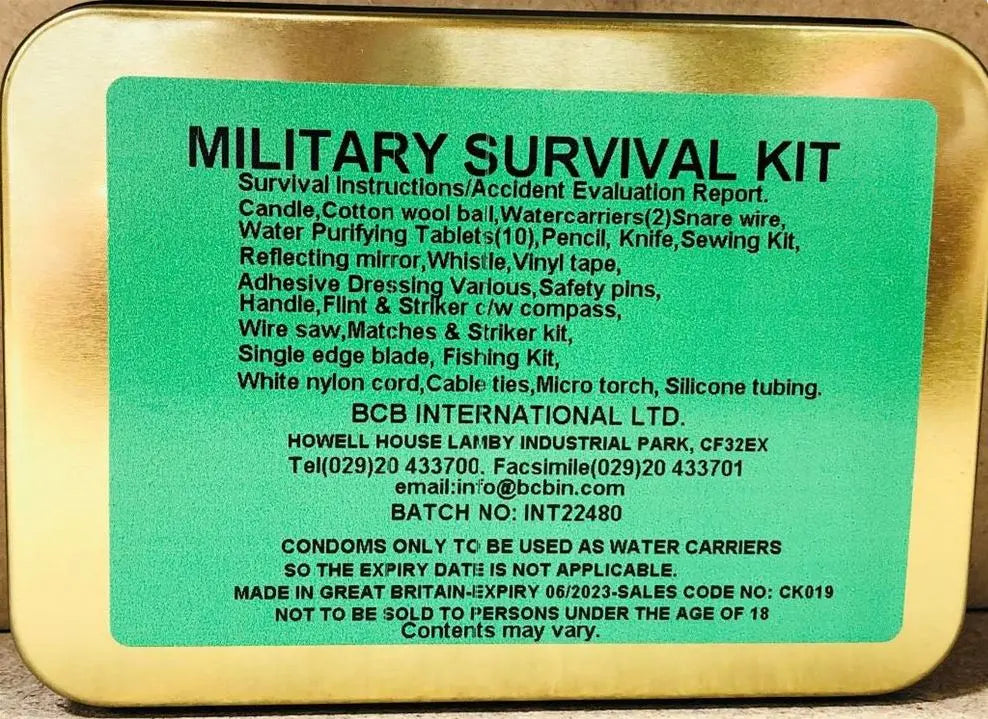 MILITARY SURVIVAL KIT
Survival Instructions/Accident Evaluation Report.
Candle,Cotton wool ball,Watercarriers(2)Snare wire,
Water Purifying Tablets(10),Pencil, Knife,Sewing Kit,
Reflecting mirror,Whistle,Vinyl tape,
Adhesive Dressing Various,Safety pins,
Handle,Flint & Striker c/w compass,
Wire saw,Matches & Striker kit,
Single edge blade, Fishing Kit,
White nylon cord,Cable ties,Micro torch, Silicone tubing.
BCB INTERNATIONAL LTD.
HOWELL HOUSE LAMBY INDUSTRIAL PARK, CF32EX
Tel(029)20 433700. Facsimile(029)20 433701
email:info@bcbin.com
BATCH NO: INT22480
CONDOMS ONLY TO BE USED AS WATER CARRIERS
SO THE EXPIRY DATE IS NOT APPLICABLE.
MADE IN GREAT BRITAIN-EXPIRY 06/2023-SALES CODE NO: CK019
NOT TO BE SOLD TO PERSONS UNDER THE AGE OF 18
Contents may vary.